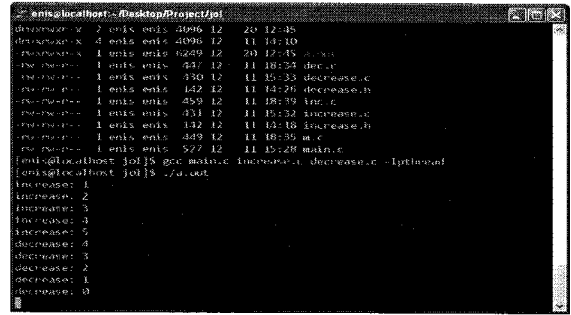 enis@localhost:~/Desktop/Project/jol
drwxrwxr-x 2 enis enis 4096 12 20 12:45
drwxrwxr-x 4 enis enis 4096 12 11 14:10
-rwxrwxr-x 1 enis enis 6249 12 20 12:45 a.out
-rw-rw-r-- 1 enis enis 447 12 11 18:34 dec.c
-rw-rw-r-- 1 enis enis 430 12 11 15:33 decrease.c
-rw-rw-r-- 1 enis enis 142 12 11 14:26 decrease.h
-rw-rw-r-- 1 enis enis 459 12 11 18:39 inc.c
-rw-rw-r-- 1 enis enis 431 12 11 15:32 increase.c
-rw-rw-r-- 1 enis enis 142 12 11 14:18 increase.h
-rw-rw-r-- 1 enis enis 449 12 11 18:35 m.c
-rw-rw-r-- 1 enis enis 527 12 11 15:28 main.c
[enis@localhost jol]$ gcc main.c increase.c decrease.c -lpthread
[enis@localhost jol]$ ./a.out
increase: 1
increase: 2
increase: 3
increase: 4
increase: 5
decrease: 4
decrease: 3
decrease: 2
decrease: 1
decrease: 0